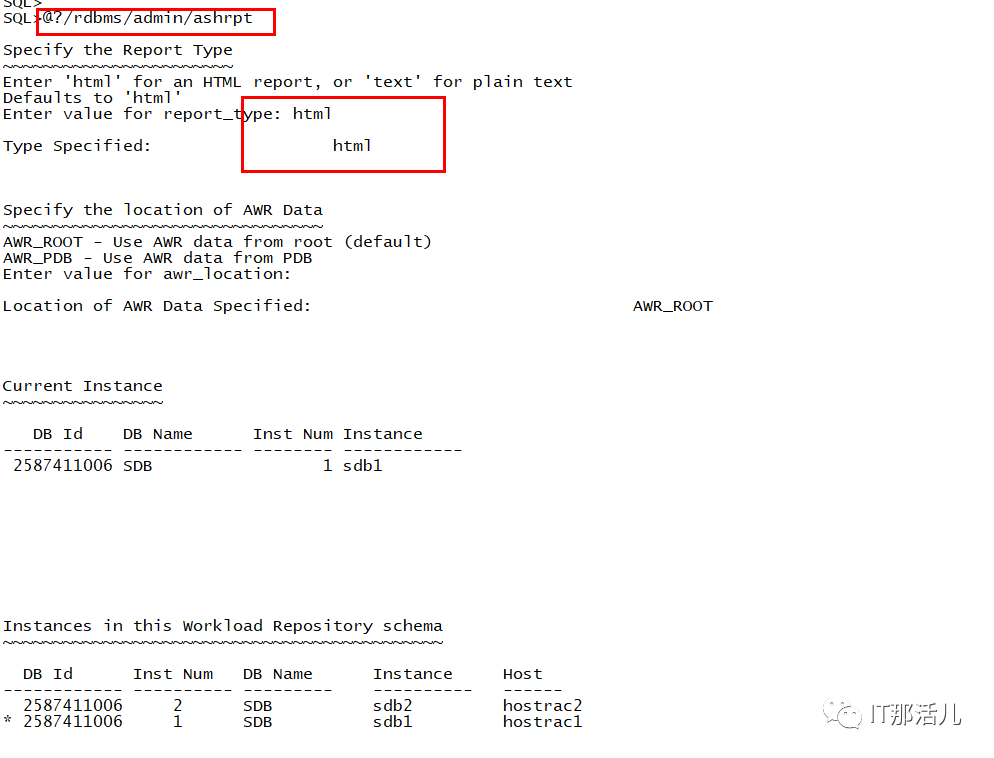 SQL>
SQL>@?/rdbms/admin/ashrpt
Specify the Report Type
~~~~~~~~~~~~~~~~~~~~~~~
Enter 'html' for an HTML report, or 'text' for plain text
Defaults to 'html'
Enter value for report_type: html
Type Specified:                  html
Specify the location of AWR Data
~~~~~~~~~~~~~~~~~~~~~~~~~~~~~~~~
AWR_ROOT - Use AWR data from root (default)
AWR_PDB - Use AWR data from PDB
Enter value for awr_location:
Location of AWR Data Specified:                                AWR_ROOT
Current Instance
~~~~~~~~~~~~~~~~
   DB Id    DB Name      Inst Num Instance
----------- ------------ -------- ------------
 2587411006 SDB                 1 sdb1
Instances in this Workload Repository schema
~~~~~~~~~~~~~~~~~~~~~~~~~~~~~~~~~~~~~~~~~~~~
  DB Id      Inst Num   DB Name      Instance     Host
------------ ---------- ---------    ----------   ------
  2587411006     2      SDB          sdb2         hostrac2
* 2587411006     1      SDB          sdb1         hostrac1
IT那活儿